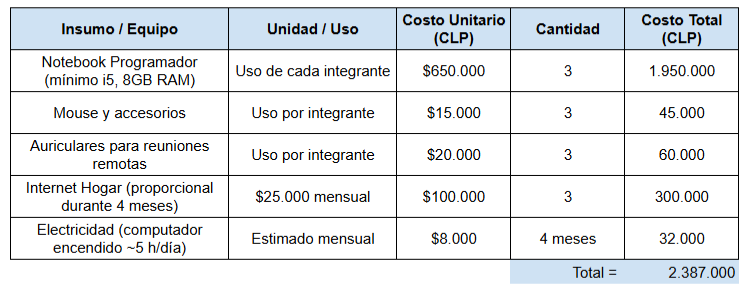 Insumo / Equipo Unidad / Uso Costo Unitario (CLP) Cantidad Costo Total (CLP)
Notebook Programador (mínimo i5, 8GB RAM) Uso de cada integrante $650.000 3 1.950.000
Mouse y accesorios Uso por integrante $15.000 3 45.000
Auriculares para reuniones remotas Uso por integrante $20.000 3 60.000
Internet Hogar (proporcional durante 4 meses) $25.000 mensual $100.000 3 300.000
Electricidad (computador encendido ~5 h/día) Estimado mensual $8.000 4 meses 32.000
Total = 2.387.000